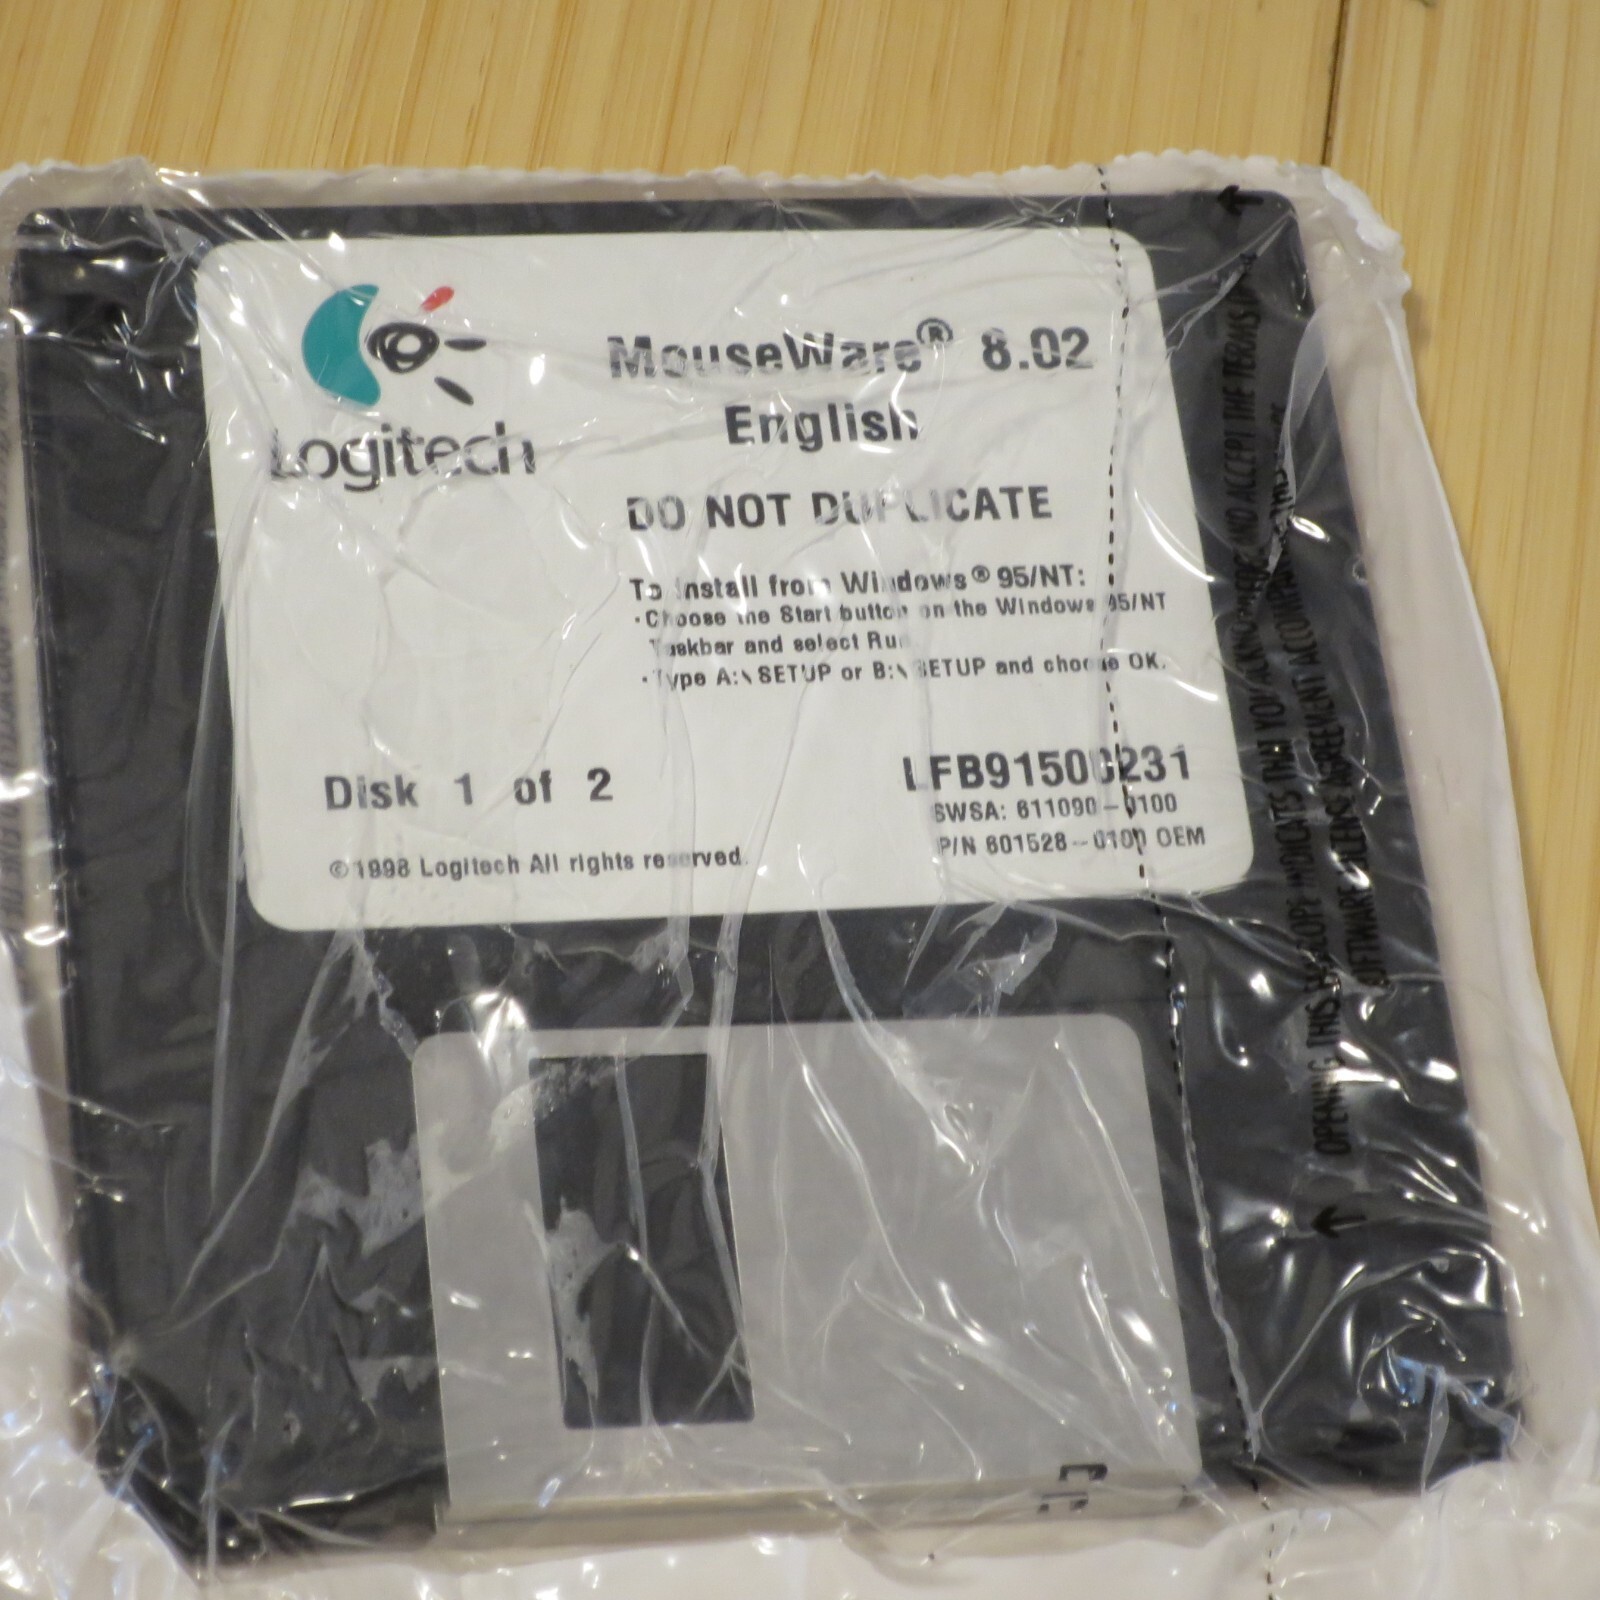 Logitech
MouseWare® 8.02
English
DO NOT DUPLICATE
To Install from Windows® 95/NT:
·Choose the Start button on the Windows 95/NT
Taskbar and select Run.
·Type A:\SETUP or B:\SETUP and choose OK.
Disk 1 of 2
LFB91500231
SWSA: 611090-0100
P/N 601528-0100 OEM
©1998 Logitech All rights reserved.
OPENING THIS ENVELOPE INDICATES THAT YOU ACKNOWLEDGE AND ACCEPT THE TERMS
SOFTWARE LICENSE AGREEMENT